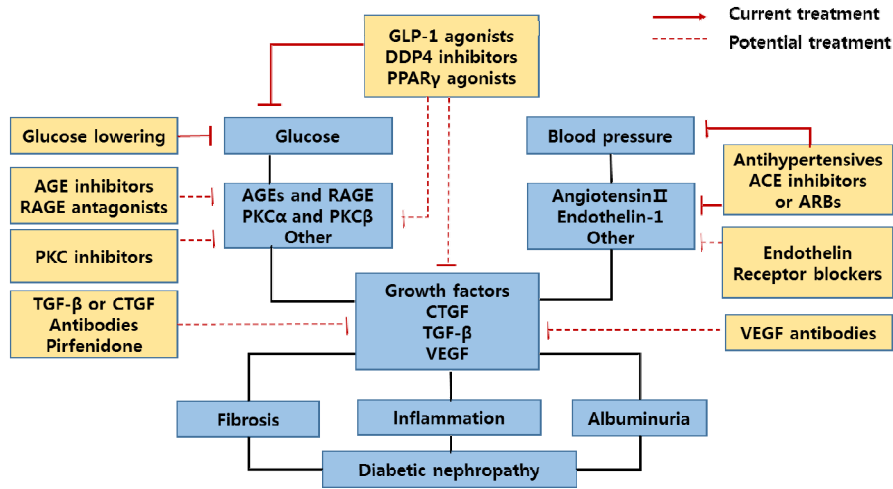 Current treatment
Potential treatment
GLP-1 agonists
DDP4 inhibitors
PPARγ agonists
Glucose lowering
Glucose
Blood pressure
Antihypertensives
ACE inhibitors
or ARBs
AGE inhibitors
RAGE antagonists
AGEs and RAGE
PKCα and PKCβ
Other
AngiotensinⅡ
Endothelin-1
Other
PKC inhibitors
Endothelin
Receptor blockers
TGF-β or CTGF
Antibodies
Pirfenidone
Growth factors
CTGF
TGF-β
VEGF
VEGF antibodies
Fibrosis
Inflammation
Albuminuria
Diabetic nephropathy